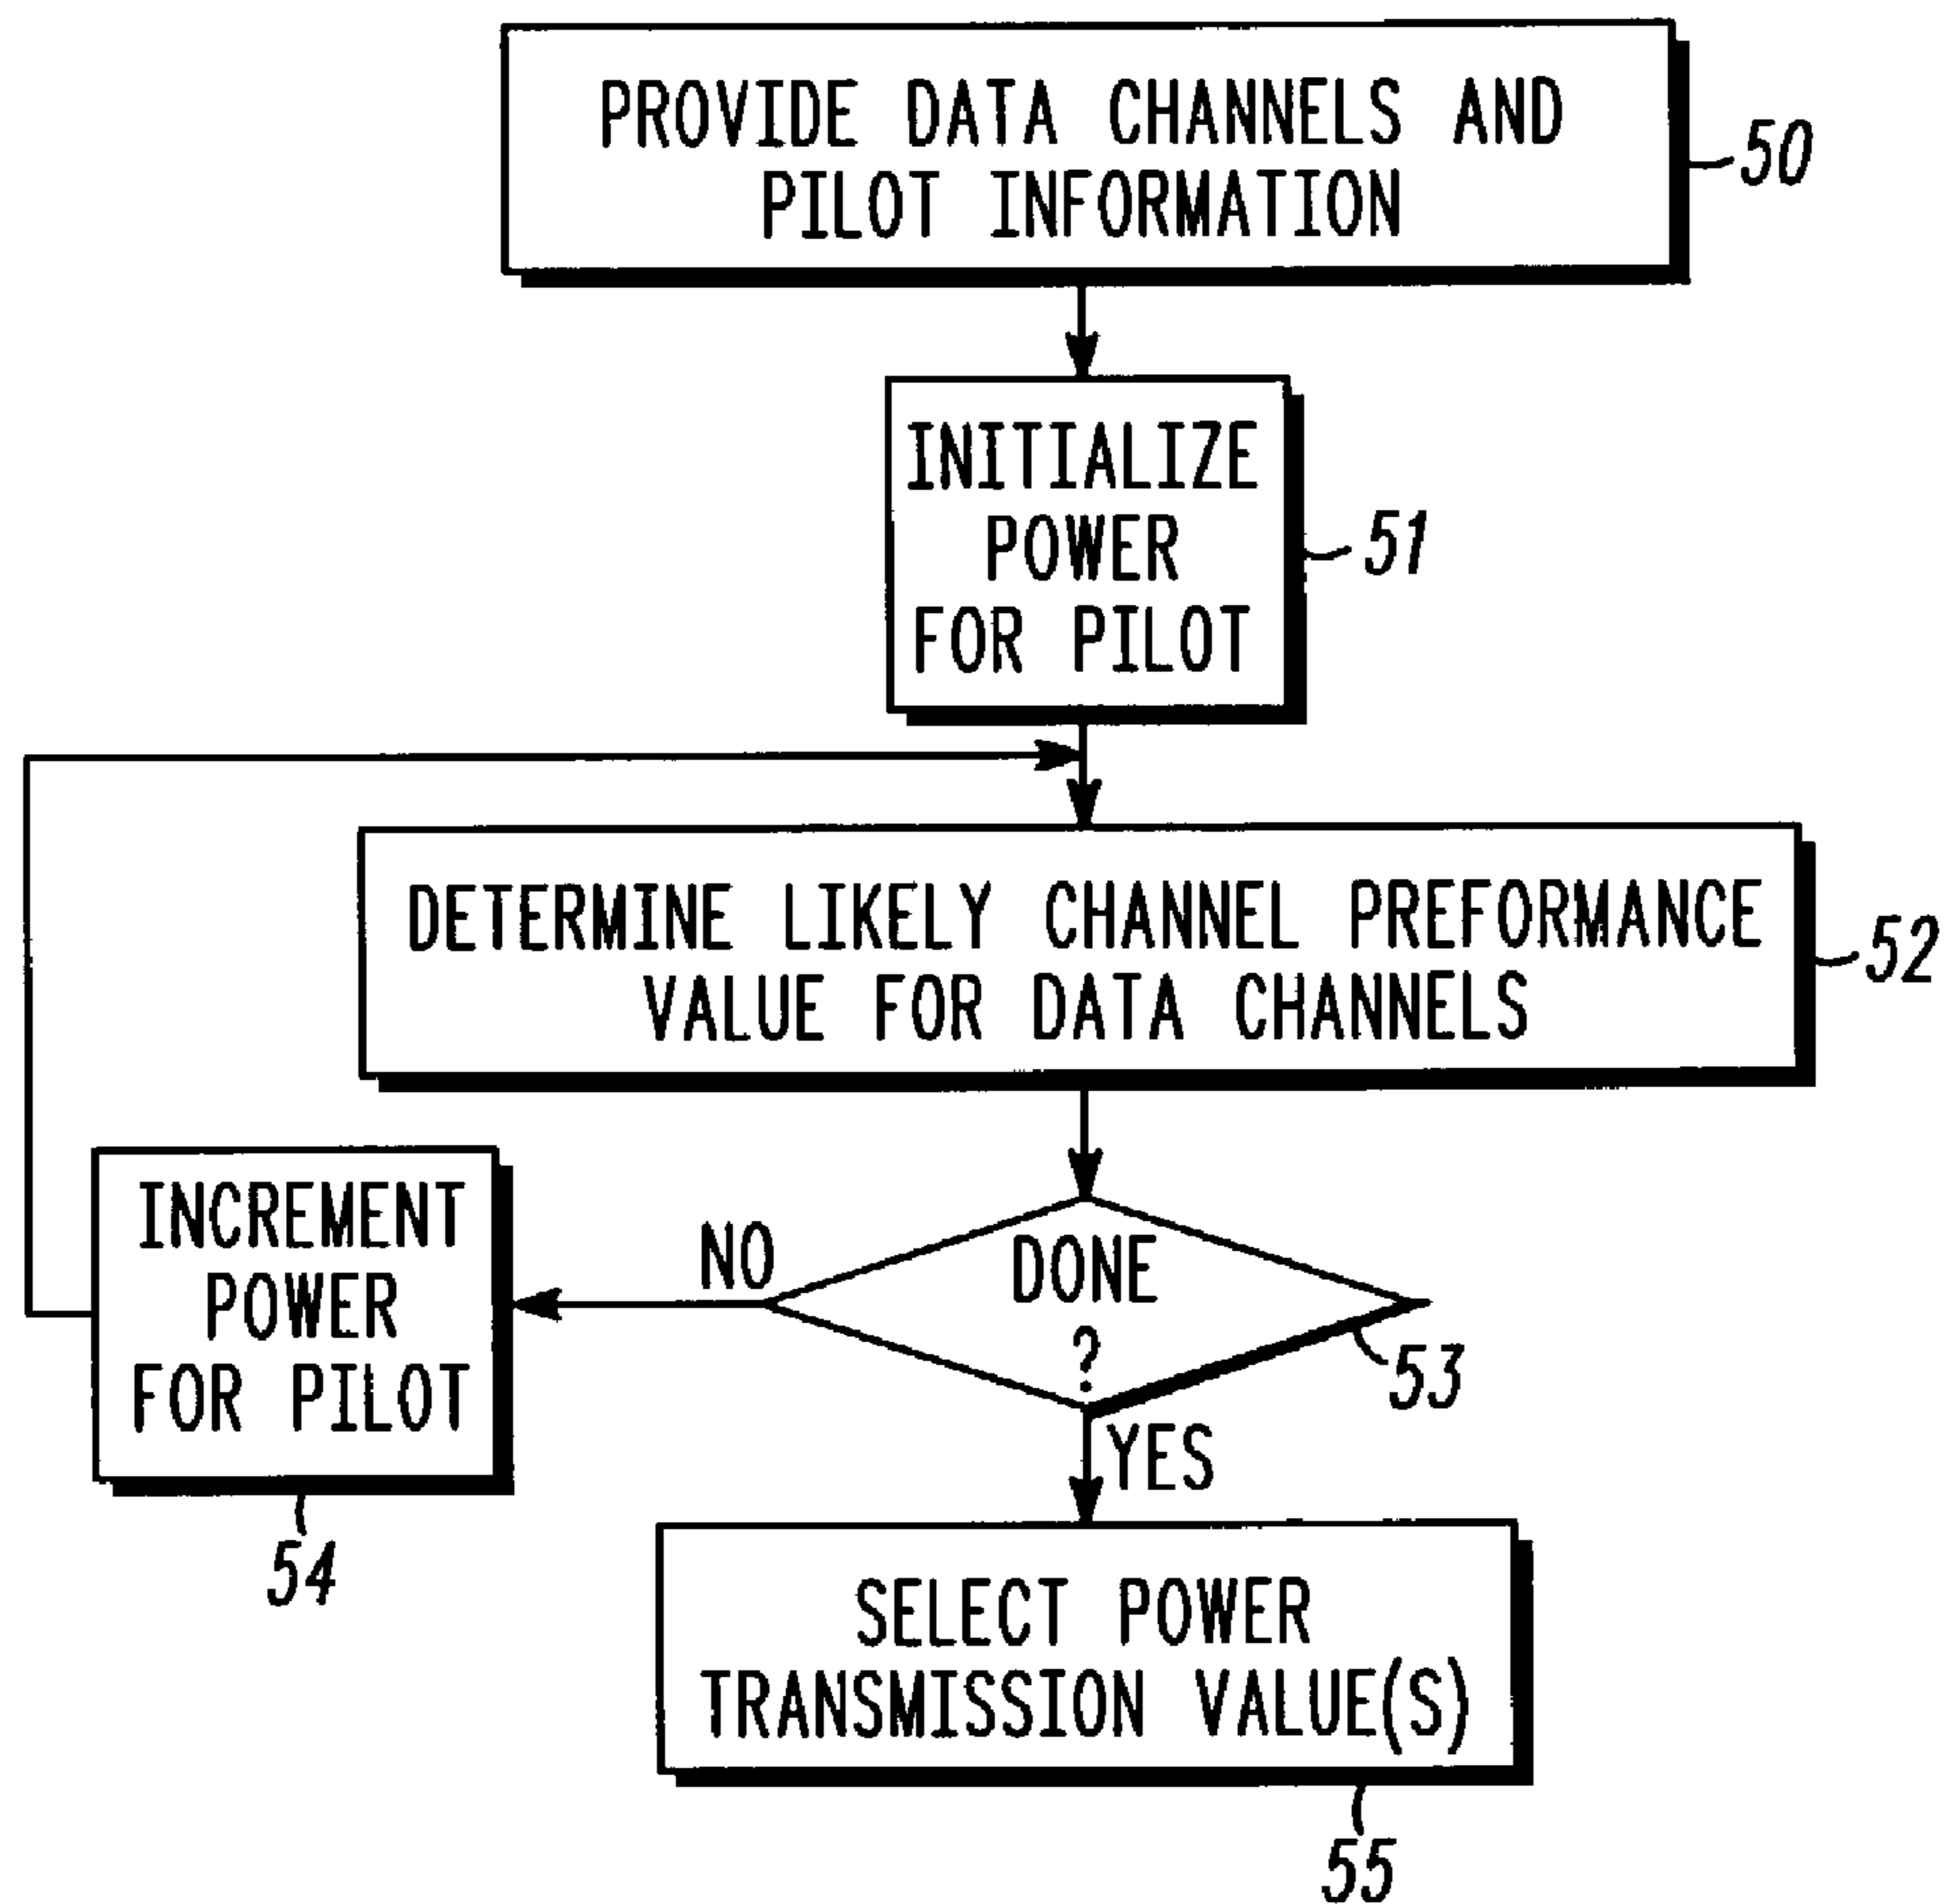 PROVIDE DATA CHANNELS AND
PILOT INFORMATION
50
INITIALIZE
POWER
FOR PILOT
51
DETERMINE LIKELY CHANNEL PREFORMANCE
VALUE FOR DATA CHANNELS
52
INCREMENT
POWER
FOR PILOT
54
NO
DONE
?
53
YES
SELECT POWER
TRANSMISSION VALUE(S)
55